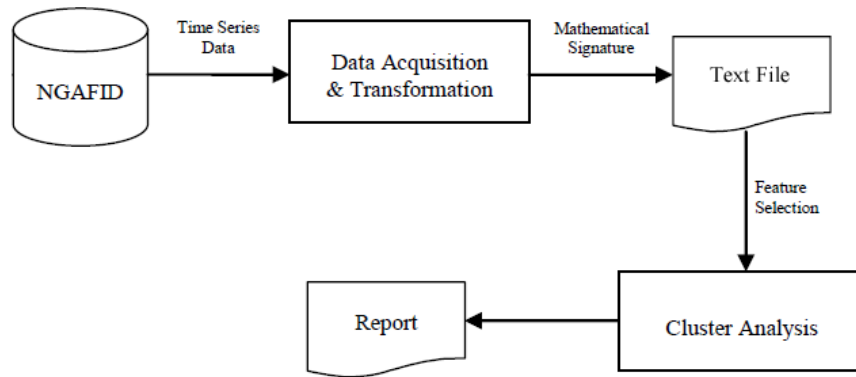 NGAFID
Time Series
Data
Data Acquisition
& Transformation
Mathematical
Signature
Text File
Feature
Selection
Cluster Analysis
Report